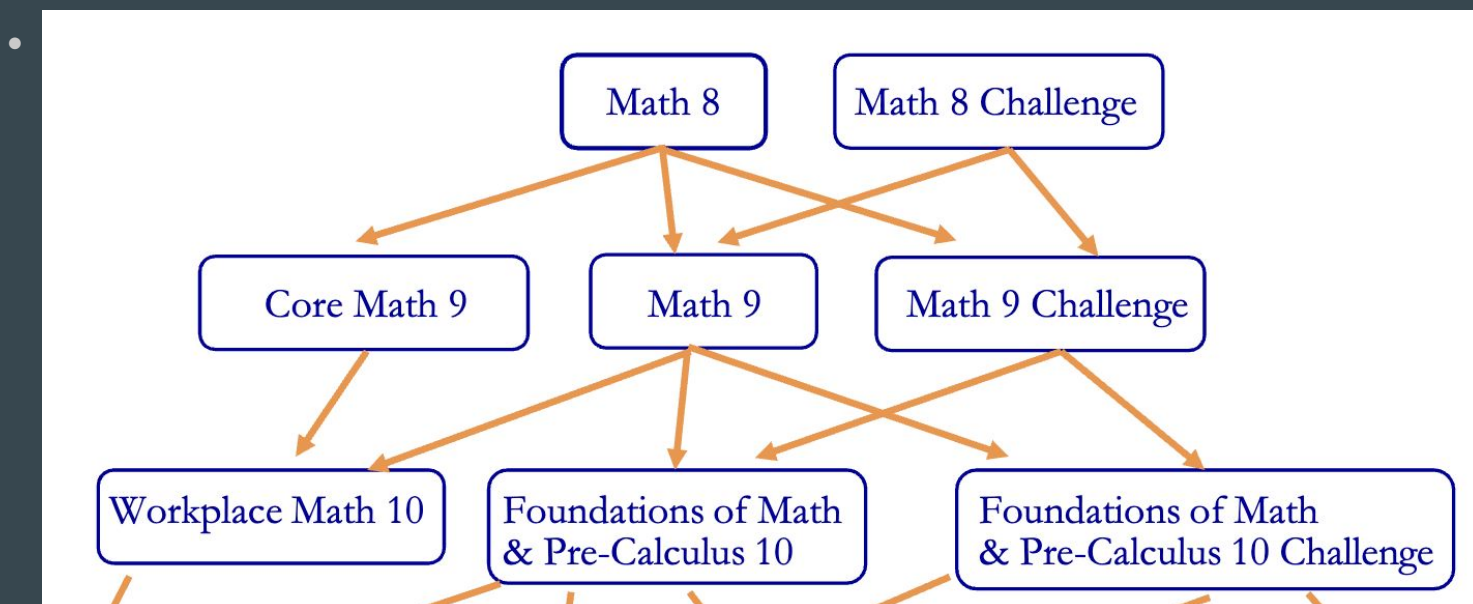 Math 8
Math 8 Challenge
Core Math 9
Math 9
Math 9 Challenge
Workplace Math 10
Foundations of Math
& Pre-Calculus 10
Foundations of Math
& Pre-Calculus 10 Challenge